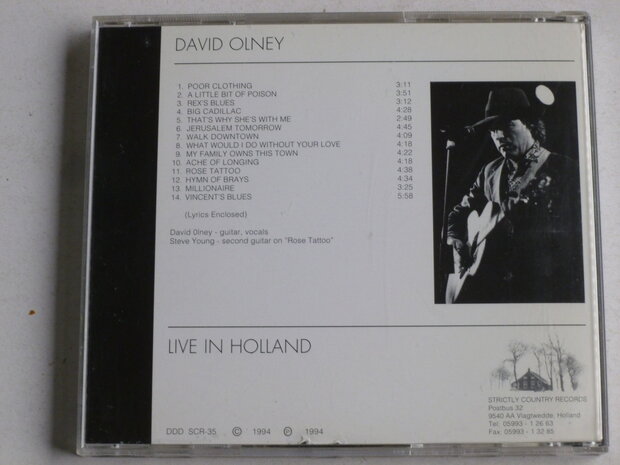 DAVID OLNEY
1. POOR CLOTHING 3:11
2. A LITTLE BIT OF POISON 3:51
3. REX'S BLUES 3:12
4. BIG CADILLAC 4:28
5. THAT'S WHY SHE'S WITH ME 2:49
6. JERUSALEM TOMORROW 4:45
7. WALK DOWNTOWN 4:09
8. WHAT WOULD I DO WITHOUT YOUR LOVE 4:18
9. MY FAMILY OWNS THIS TOWN 4:22
10. ACHE OF LONGING 4:18
11. ROSE TATTOO 4:38
12. HYMN OF BRAYS 4:34
13. MILLIONAIRE 3:25
14. VINCENT'S BLUES 5:58
(Lyrics Enclosed)
David Olney - guitar, vocals
Steve Young - second guitar on "Rose Tattoo"
LIVE IN HOLLAND
STRICTLY COUNTRY RECORDS
Postbus 32
9540 AA Vlagtwedde, Holland
Tel: 05993 - 1 26 63
Fax: 05993 - 1 32 85
DDD SCR-35 © 1994 ℗ 1994